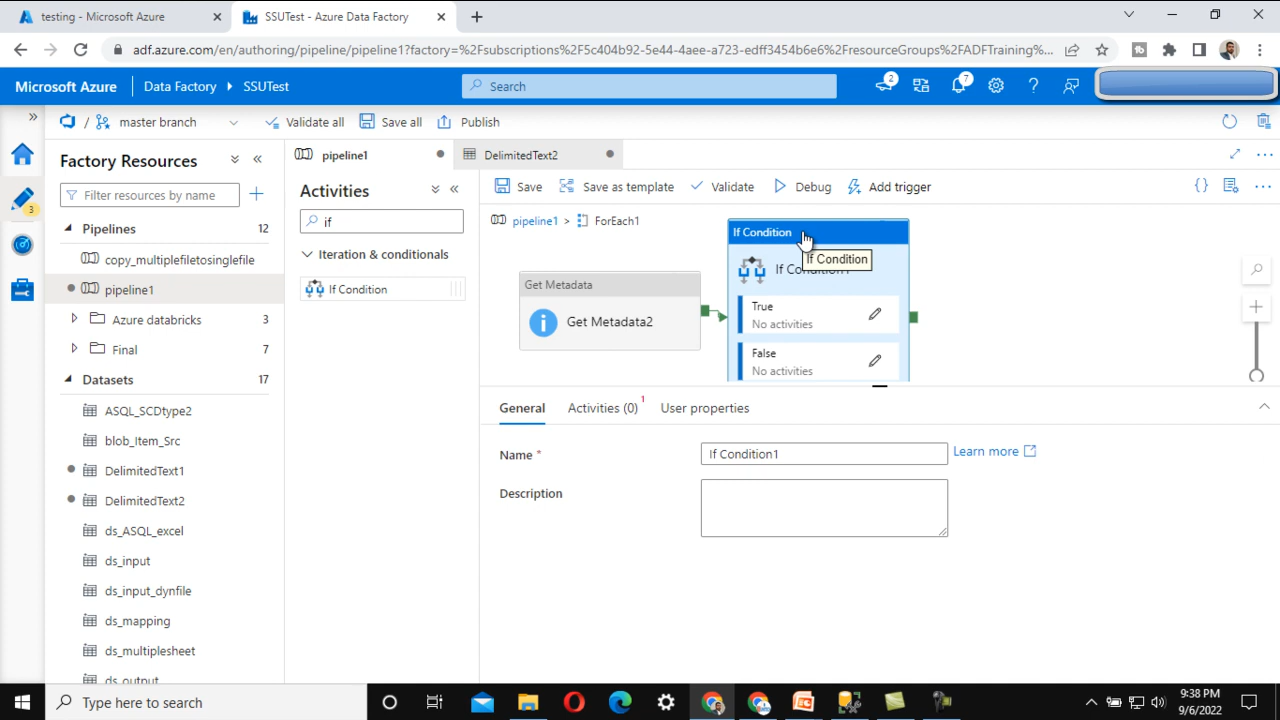 testing - Microsoft Azure
SSUTest - Azure Data Factory
adf.azure.com/en/authoring/pipeline/pipeline1?factory=%2Fsubscriptions%2F5c404b92-5e44-4aee-a723-edff3454b6e6%2FresourceGroups%2FADFTraining%...
Microsoft Azure
Data Factory
SSUTest
Search
2
7
master branch
Validate all
Save all
Publish
3
Factory Resources
Filter resources by name
Pipelines 12
copy_multiplefiletosinglefile
pipeline1
Azure databricks 3
Final 7
Datasets 17
ASQL_SCDtype2
blob_Item_Src
DelimitedText1
DelimitedText2
ds_ASQL_excel
ds_input
ds_input_dynfile
ds_mapping
ds_multiplesheet
ds_output
pipeline1
DelimitedText2
Activities
if
Iteration & conditionals
If Condition
Save
Save as template
Validate
Debug
Add trigger
pipeline1 > ForEach1
Get Metadata
Get Metadata2
If Condition
If Condition
If Condition1
True
No activities
False
No activities
General
Activities (0) 1
User properties
Name *
If Condition1
Learn more
Description
Type here to search
9:38 PM
9/6/2022